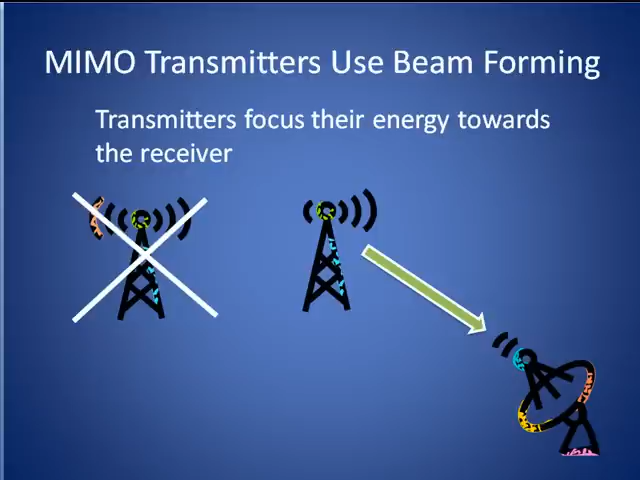 MIMO Transmitters Use Beam Forming
Transmitters focus their energy towards
the receiver